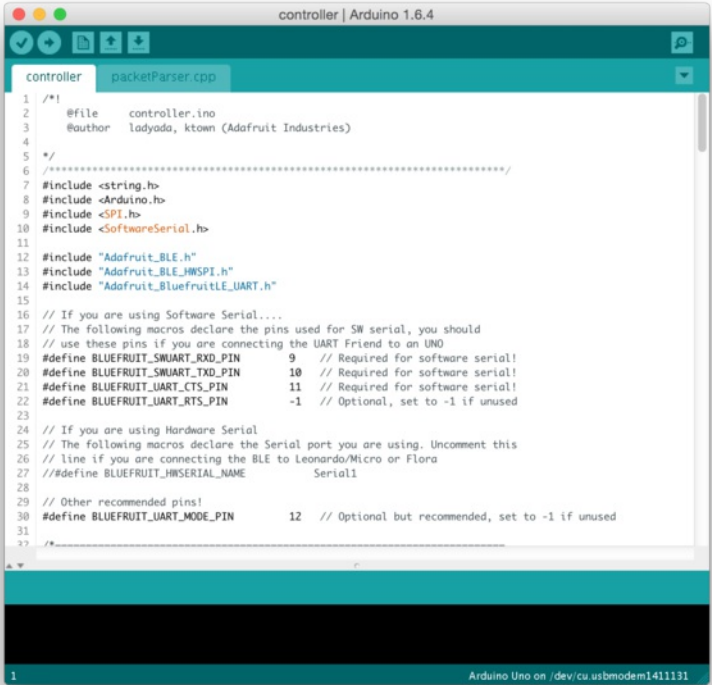 controller | Arduino 1.6.4
controller packetParser.cpp
1 /*!
2 @file controller.ino
3 @author ladyada, ktown (Adafruit Industries)
4
5 */
6 /**************************************************************************/
7 #include <string.h>
8 #include <Arduino.h>
9 #include <SPI.h>
10 #include <SoftwareSerial.h>
11
12 #include "Adafruit_BLE.h"
13 #include "Adafruit_BLE_HWSPI.h"
14 #include "Adafruit_BluefruitLE_UART.h"
15
16 // If you are using Software Serial....
17 // The following macros declare the pins used for SW serial, you should
18 // use these pins if you are connecting the UART Friend to an UNO
19 #define BLUEFRUIT_SWUART_RXD_PIN 9 // Required for software serial!
20 #define BLUEFRUIT_SWUART_TXD_PIN 10 // Required for software serial!
21 #define BLUEFRUIT_UART_CTS_PIN 11 // Required for software serial!
22 #define BLUEFRUIT_UART_RTS_PIN -1 // Optional, set to -1 if unused
23
24 // If you are using Hardware Serial
25 // The following macros declare the Serial port you are using. Uncomment this
26 // line if you are connecting the BLE to Leonardo/Micro or Flora
27 //#define BLUEFRUIT_HWSERIAL_NAME Serial1
28
29 // Other recommended pins!
30 #define BLUEFRUIT_UART_MODE_PIN 12 // Optional but recommended, set to -1 if unused
31
32 /*=========================================================================
1 Arduino Uno on /dev/cu.usbmodem1411131